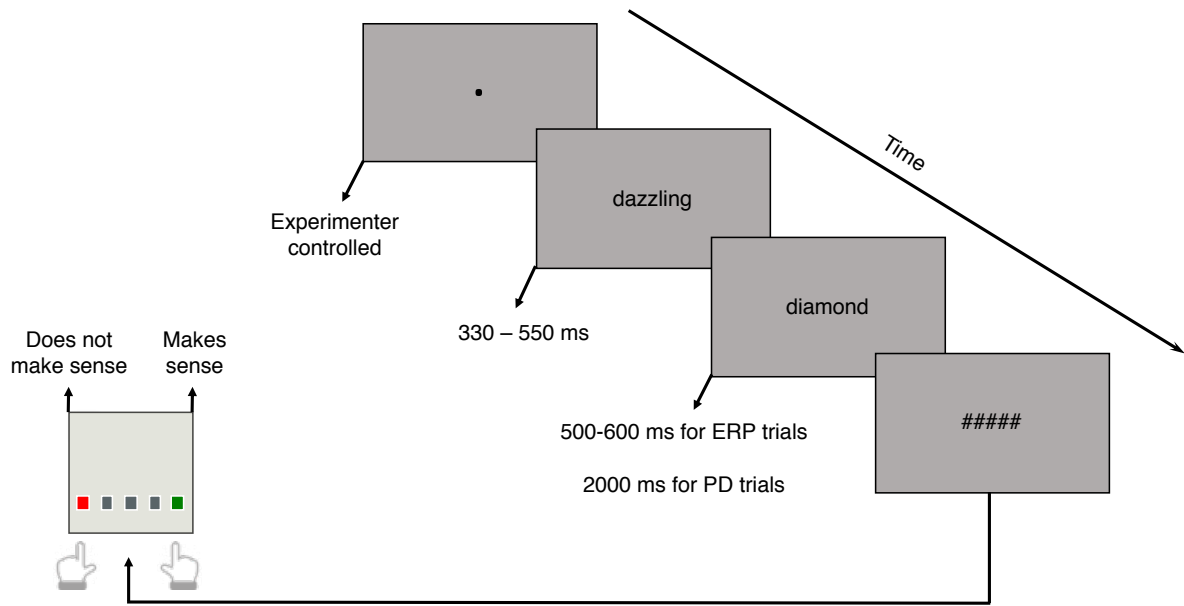 Time
dazzling
Experimenter
controlled
diamond
330 – 550 ms
Does not
make sense
Makes
sense
#####
500-600 ms for ERP trials
2000 ms for PD trials